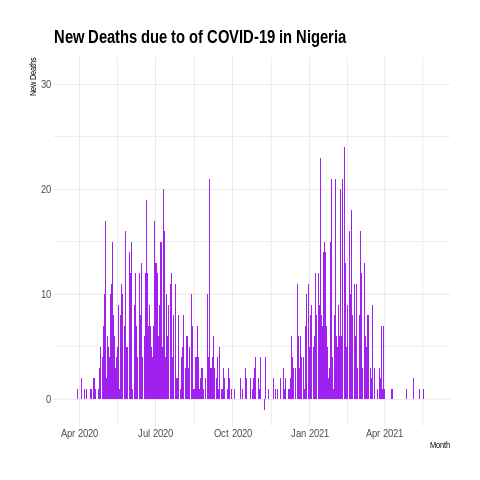 New Deaths due to of COVID-19 in Nigeria
New Deaths
30
20
10
0
Apr 2020 Jul 2020 Oct 2020 Jan 2021 Apr 2021
Month